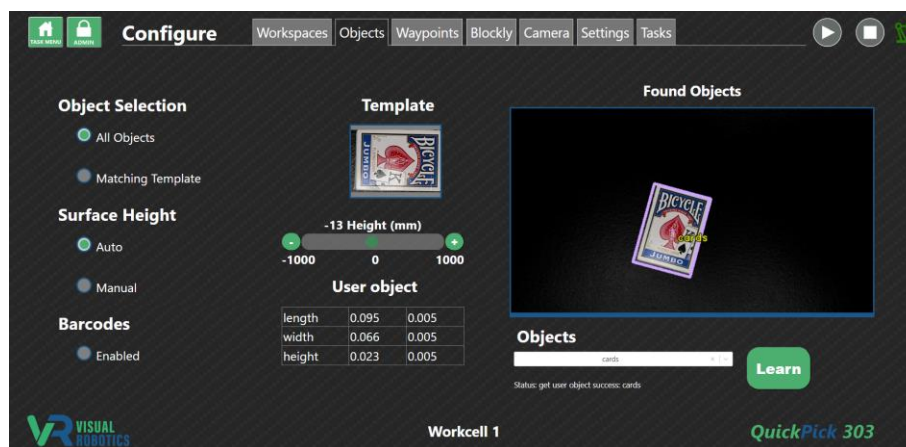 TASK MENU
ADMIN
Configure
Workspaces Objects Waypoints Blockly Camera Settings Tasks
Object Selection
All Objects
Matching Template
Surface Height
Auto
Manual
Barcodes
Enabled
Template
JUMBO
BICYCLE
K
-13 Height (mm)
- +
-1000 0 1000
User object
length 0.095 0.005
width 0.066 0.005
height 0.023 0.005
Found Objects
BICYCLE
cards
JUMBO
Objects
cards
Status: get user object success: cards
Learn
VR VISUAL
ROBOTICS
Workcell 1
QuickPick 303